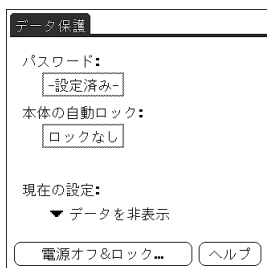 データ保護
パスワード:
-設定済み-
本体の自動ロック:
ロックなし
現在の設定:
データを非表示
電源オフ&ロック...
ヘルプ